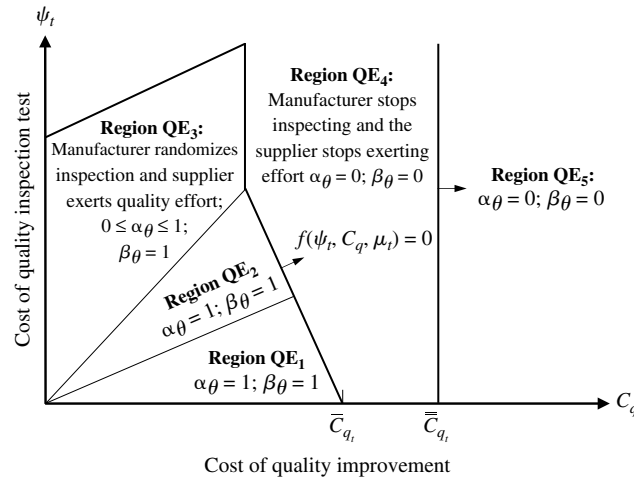 ψt
Cost of quality inspection test
Region QE3:
Manufacturer randomizes
inspection and supplier
exerts quality effort;
0 ≤ αθ ≤ 1;
βθ = 1
Region QE4:
Manufacturer stops
inspecting and the
supplier stops exerting
effort αθ = 0; βθ = 0
Region QE5:
αθ = 0; βθ = 0
f(ψt, Cq, μt) = 0
Region QE2
αθ = 1; βθ = 1
Region QE1
αθ = 1; βθ = 1
C̅qt
C̿qt
Cq
Cost of quality improvement